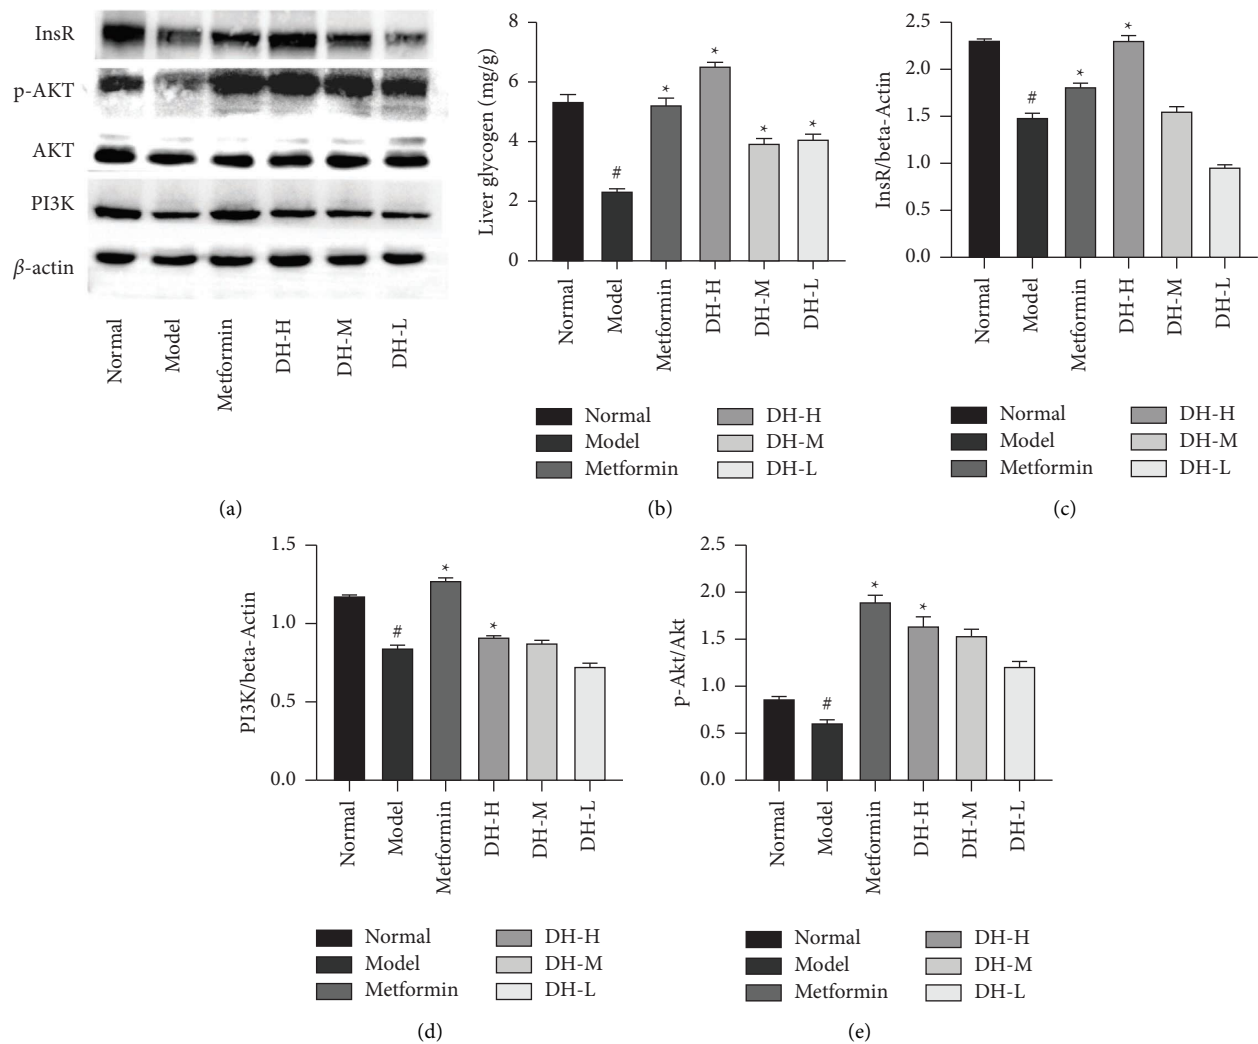 InsR
p-AKT
AKT
PI3K
β-actin
Normal
Model
Metformin
DH-H
DH-M
DH-L
(a)
Liver glycogen (mg/g)
8
6
4
2
0
#
*
*
*
*
Normal
Model
Metformin
DH-H
DH-M
DH-L
Normal
Model
Metformin
DH-H
DH-M
DH-L
(b)
InsR/beta-Actin
2.5
2.0
1.5
1.0
0.5
0.0
#
*
*
Normal
Model
Metformin
DH-H
DH-M
DH-L
Normal
Model
Metformin
DH-H
DH-M
DH-L
(c)
PI3K/beta-Actin
1.5
1.0
0.5
0.0
#
*
*
Normal
Model
Metformin
DH-H
DH-M
DH-L
Normal
Model
Metformin
DH-H
DH-M
DH-L
(d)
p-Akt/Akt
2.5
2.0
1.5
1.0
0.5
0.0
#
*
*
Normal
Model
Metformin
DH-H
DH-M
DH-L
Normal
Model
Metformin
DH-H
DH-M
DH-L
(e)